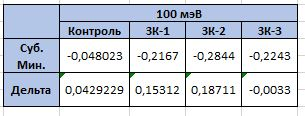 100 мэВ
Контроль ЗК-1 ЗК-2 ЗК-3
Суб. Мин. -0,048023 -0,2167 -0,2844 -0,2243
Дельта 0,0429229 0,15312 0,18711 -0,0033